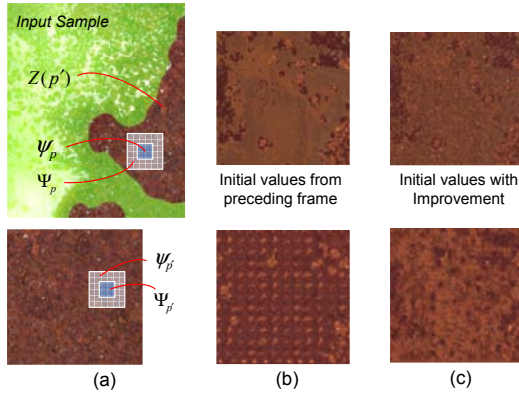 Input Sample
Z(p′)
ψp
Ψp
Initial values from
preceding frame
Initial values with
Improvement
ψp′
Ψp′
(a)
(b)
(c)